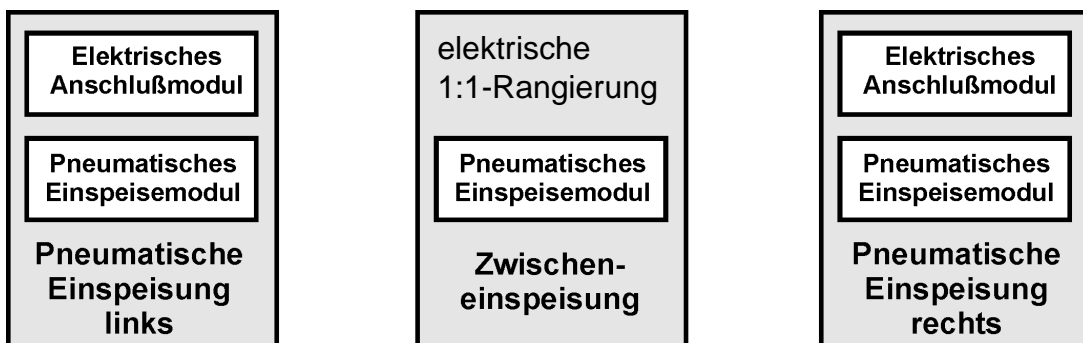 Elektrisches
Anschlußmodul
Pneumatisches
Einspeisemodul
Pneumatische
Einspeisung
links
elektrische
1:1-Rangierung
Pneumatisches
Einspeisemodul
Zwischen-
einspeisung
Elektrisches
Anschlußmodul
Pneumatisches
Einspeisemodul
Pneumatische
Einspeisung
rechts